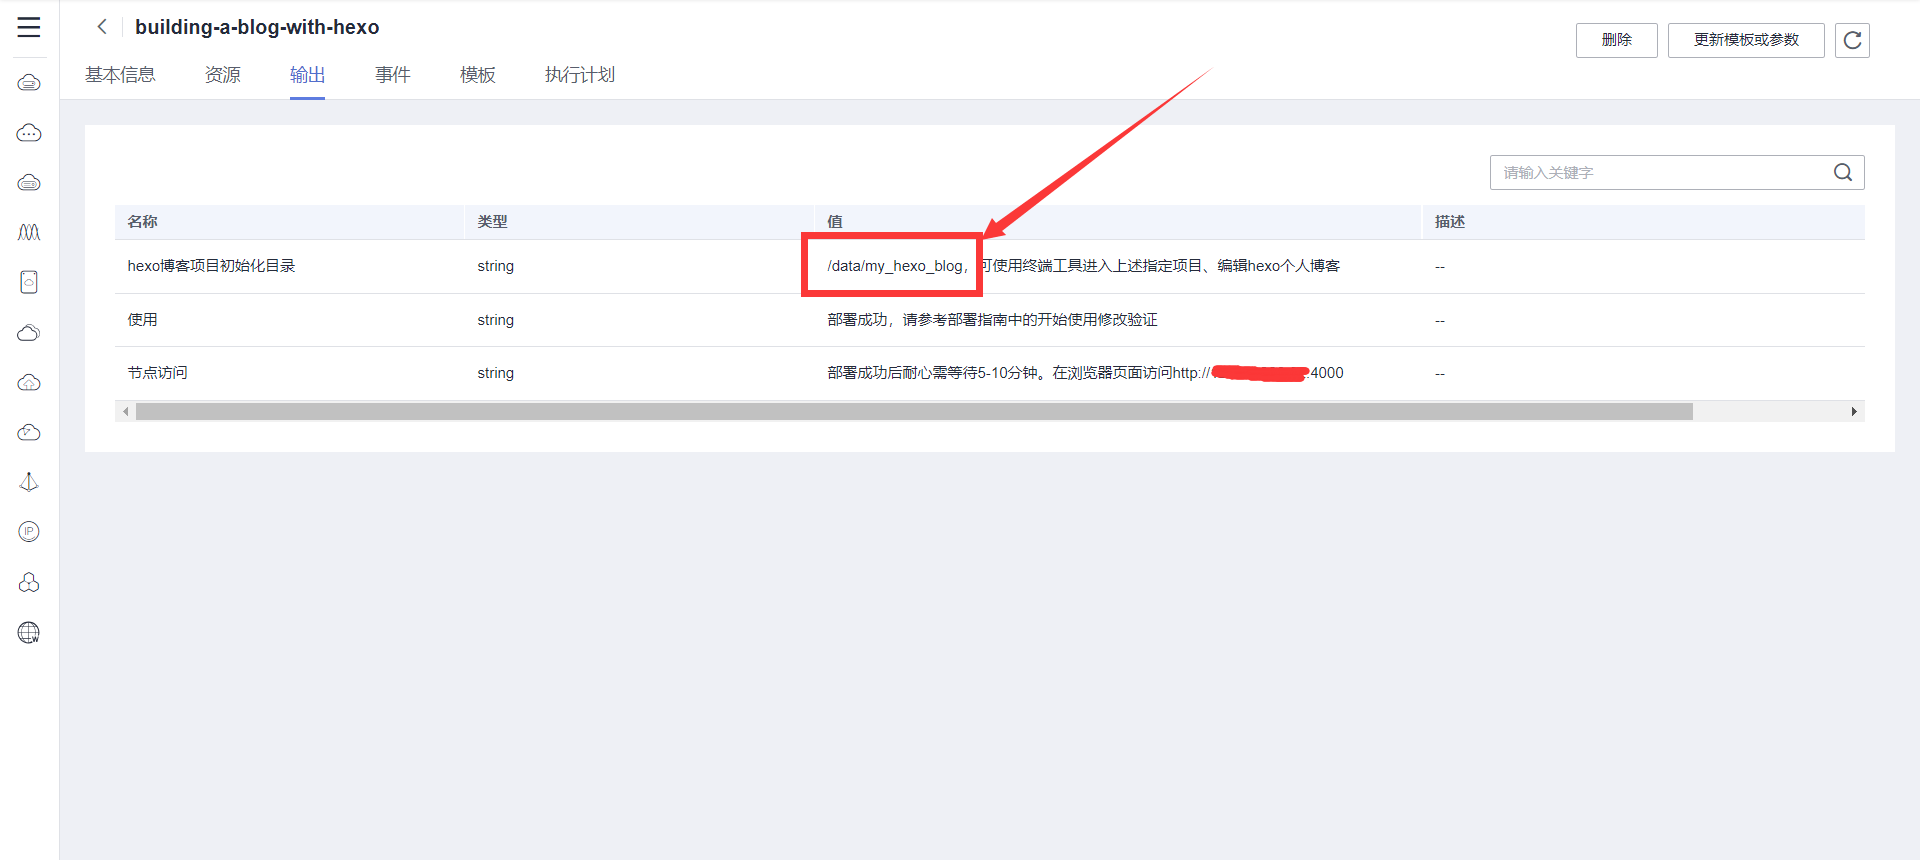 building-a-blog-with-hexo
删除
更新模板或参数
基本信息
资源
输出
事件
模板
执行计划
请输入关键字
名称
类型
值
描述
hexo博客项目初始化目录
string
/data/my_hexo_blog，可使用终端工具进入上述指定项目、编辑hexo个人博客
--
使用
string
部署成功，请参考部署指南中的开始使用修改验证
--
节点访问
string
部署成功后耐心需等待5-10分钟。在浏览器页面访问http://:4000
--
IP
W